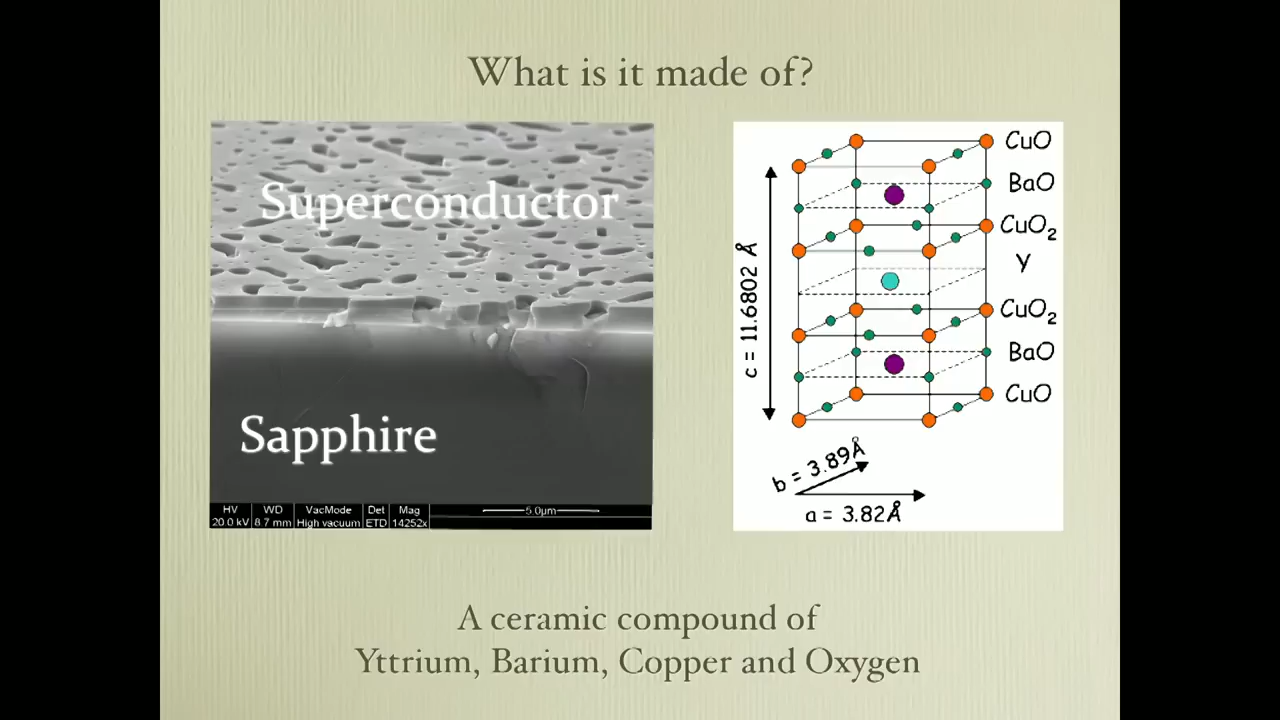 What is it made of?
Superconductor
Sapphire
HV WD VacMode Det Mag
20.0 kV 8.7 mm High vacuum ETD 14252x
5.0µm
CuO
BaO
CuO₂
Y
CuO₂
BaO
CuO
c = 11.6802 Å
b = 3.89Å
a = 3.82Å
A ceramic compound of
Yttrium, Barium, Copper and Oxygen